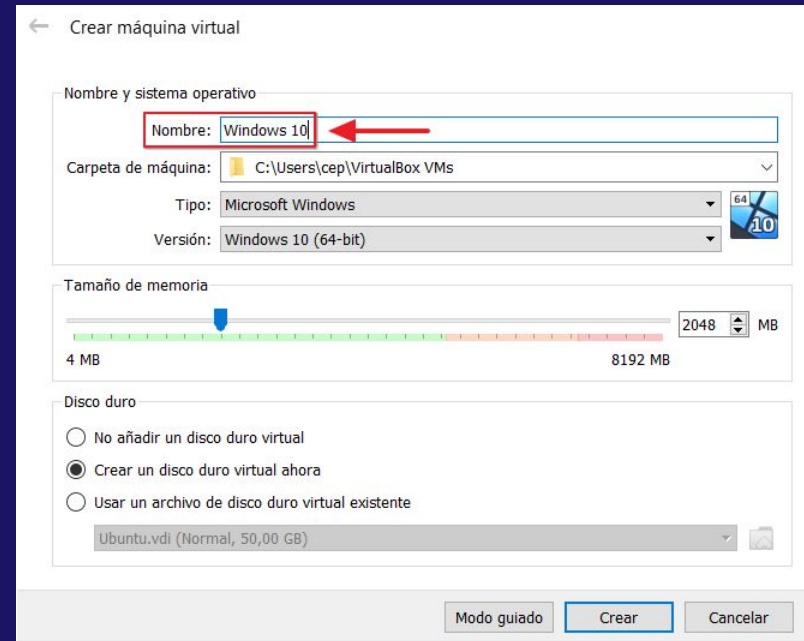 Crear máquina virtual
Nombre y sistema operativo
Nombre: Windows 10
Carpeta de máquina: C:\Users\cep\VirtualBox VMs
Tipo: Microsoft Windows
64
10
Versión: Windows 10 (64-bit)
Tamaño de memoria
2048 MB
4 MB 8192 MB
Disco duro
No añadir un disco duro virtual
Crear un disco duro virtual ahora
Usar un archivo de disco duro virtual existente
Ubuntu.vdi (Normal, 50,00 GB)
Modo guiado Crear Cancelar